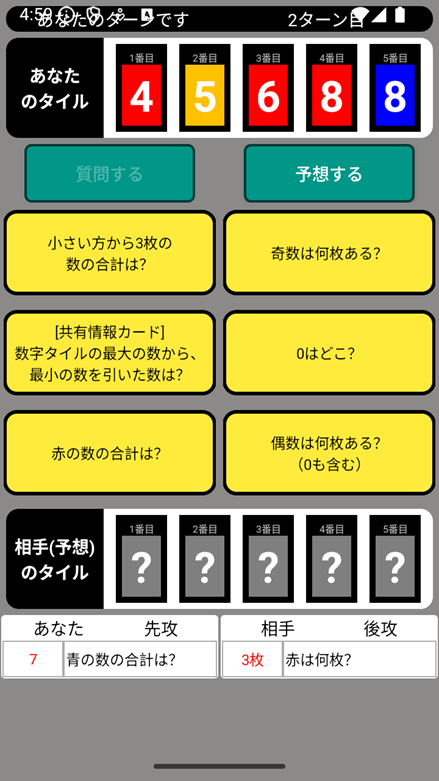 4:59
あなたのターンです 2ターン目
あなた
のタイル
1番目 2番目 3番目 4番目 5番目
4 5 6 8 8
質問する 予想する
小さい方から3枚の
数の合計は?
奇数は何枚ある?
[共有情報カード]
数字タイルの最大の数から、
最小の数を引いた数は?
0はどこ?
赤の数の合計は?
偶数は何枚ある?
（0も含む）
相手(予想)
のタイル
1番目 2番目 3番目 4番目 5番目
? ? ? ? ?
あなた 先攻 相手 後攻
7 青の数の合計は? 3枚 赤は何枚?